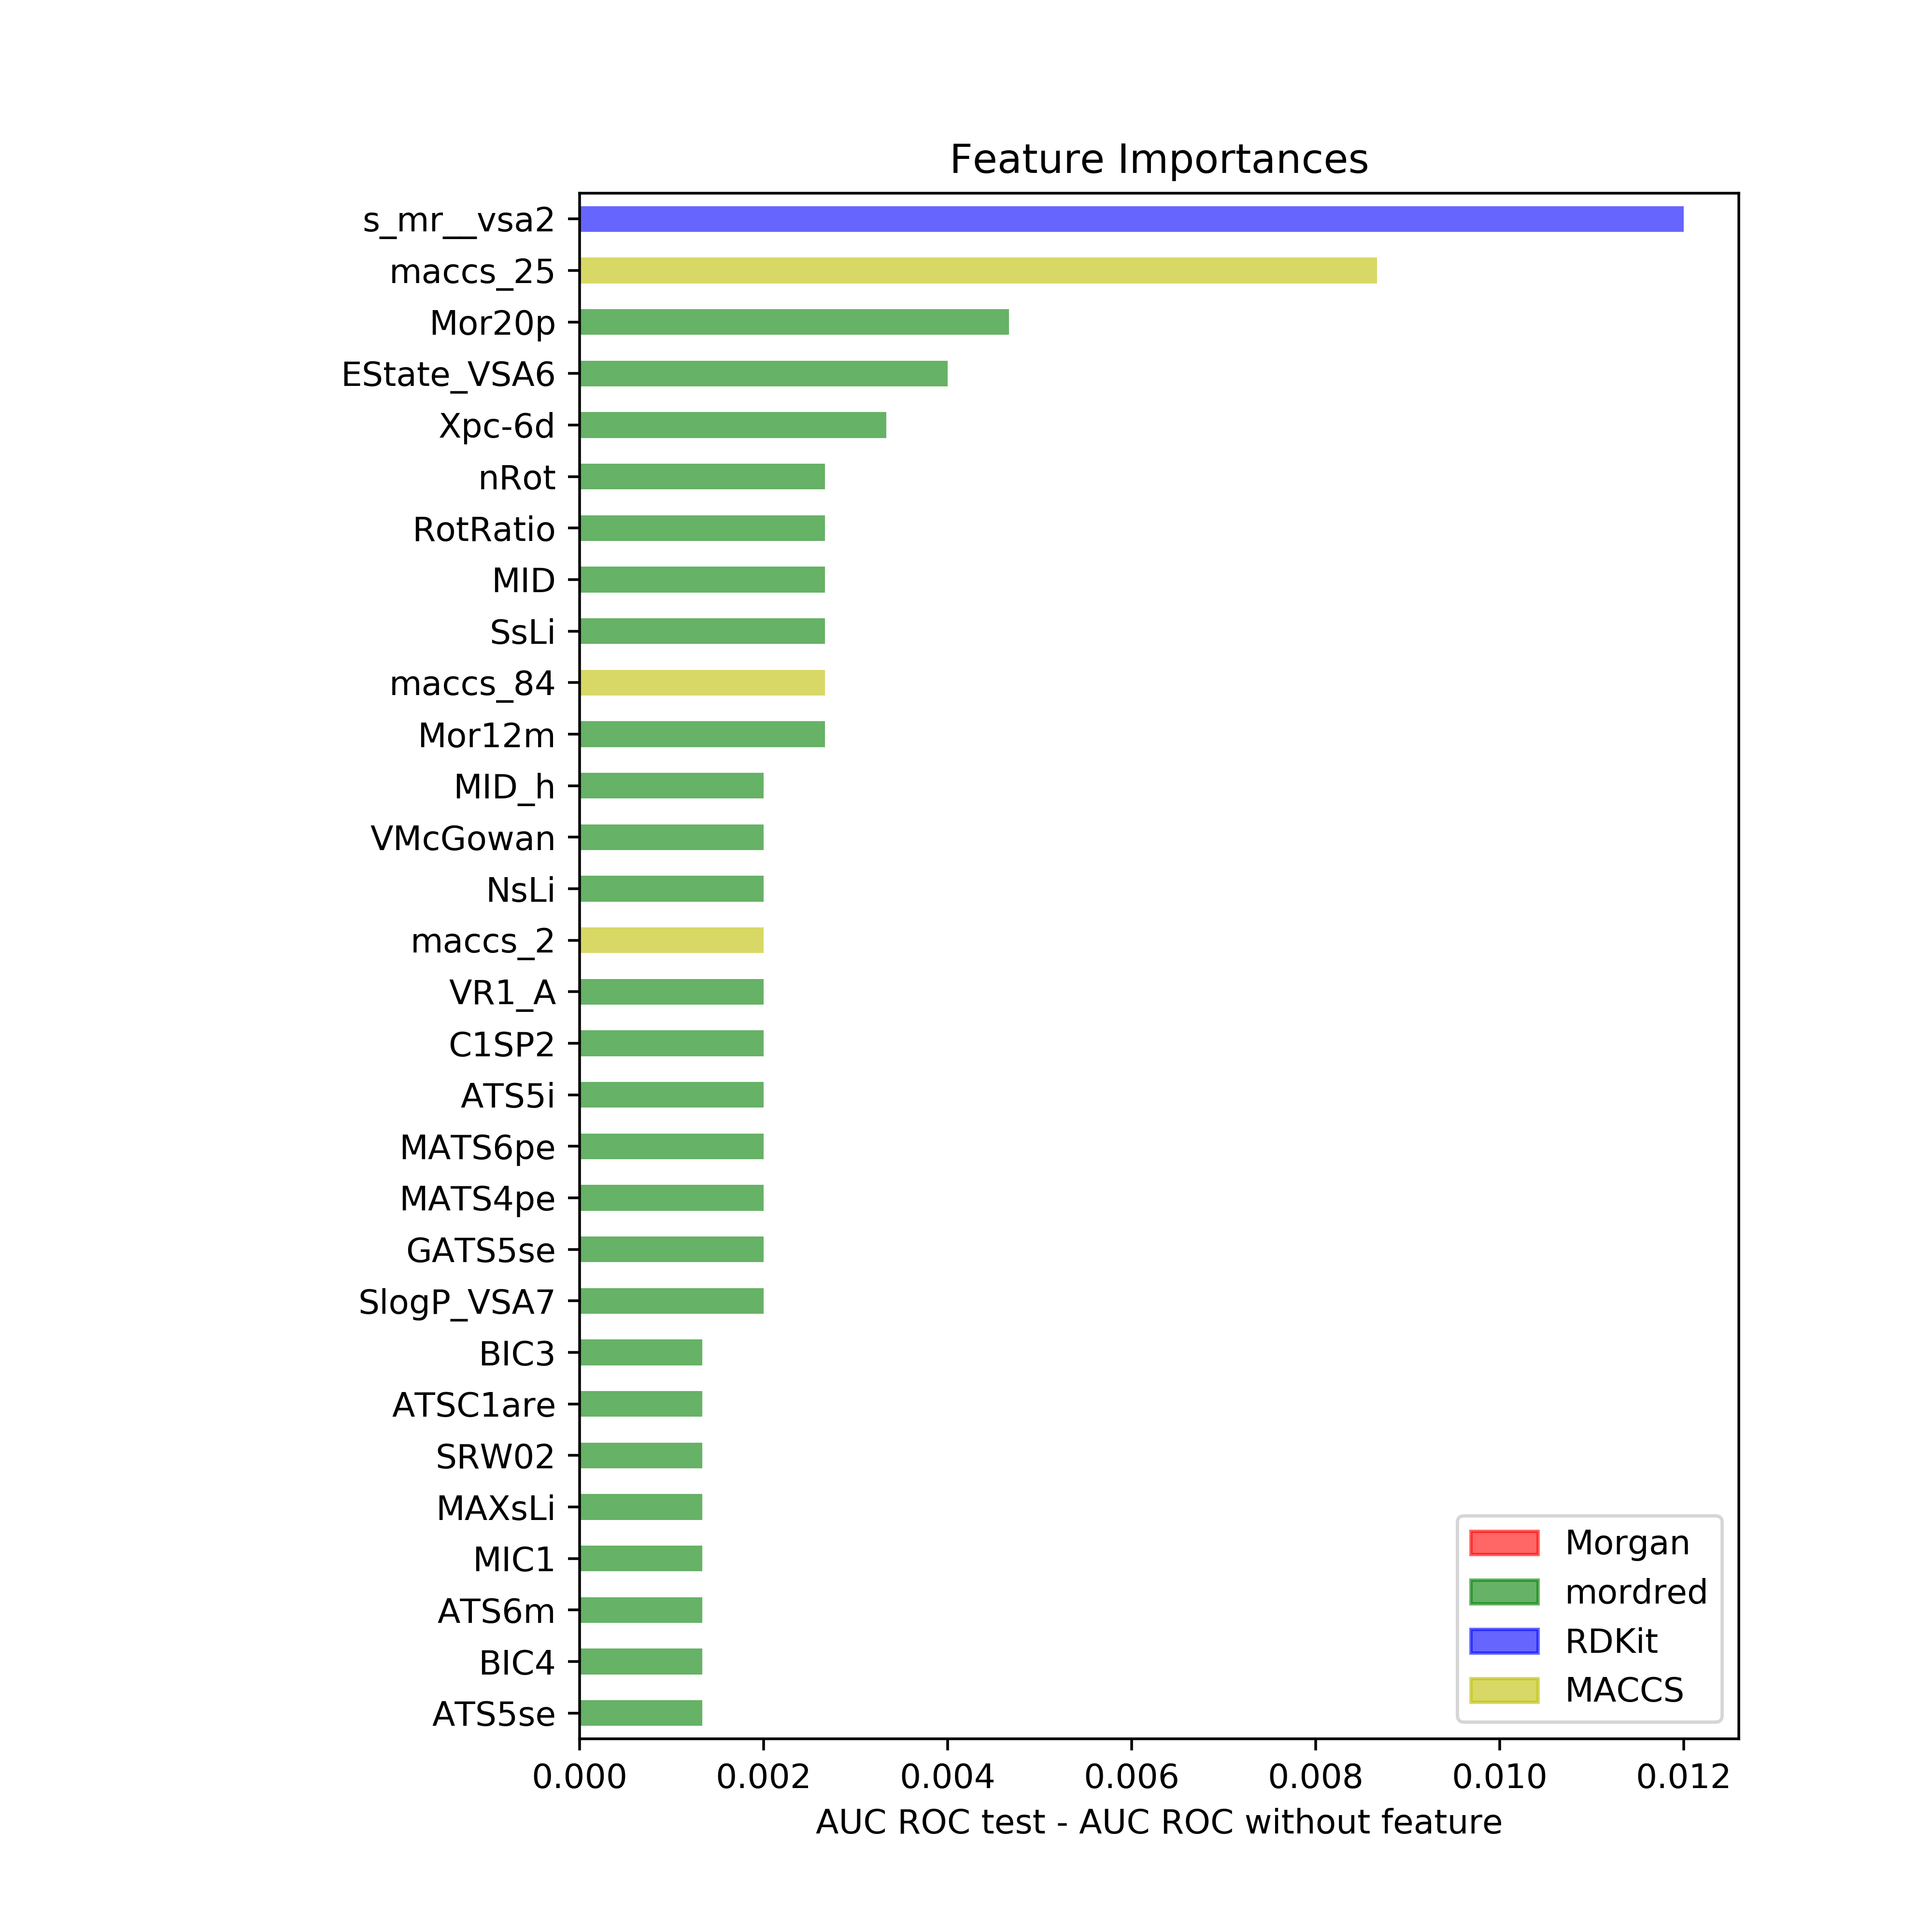 Feature Importances
s_mr__vsa2
maccs_25
Mor20p
EState_VSA6
Xpc-6d
nRot
RotRatio
MID
SsLi
maccs_84
Mor12m
MID_h
VMcGowan
NsLi
maccs_2
VR1_A
C1SP2
ATS5i
MATS6pe
MATS4pe
GATS5se
SlogP_VSA7
BIC3
ATSC1are
SRW02
MAXsLi
MIC1
ATS6m
BIC4
ATS5se
Morgan
mordred
RDKit
MACCS
0.000 0.002 0.004 0.006 0.008 0.010 0.012
AUC ROC test - AUC ROC without feature